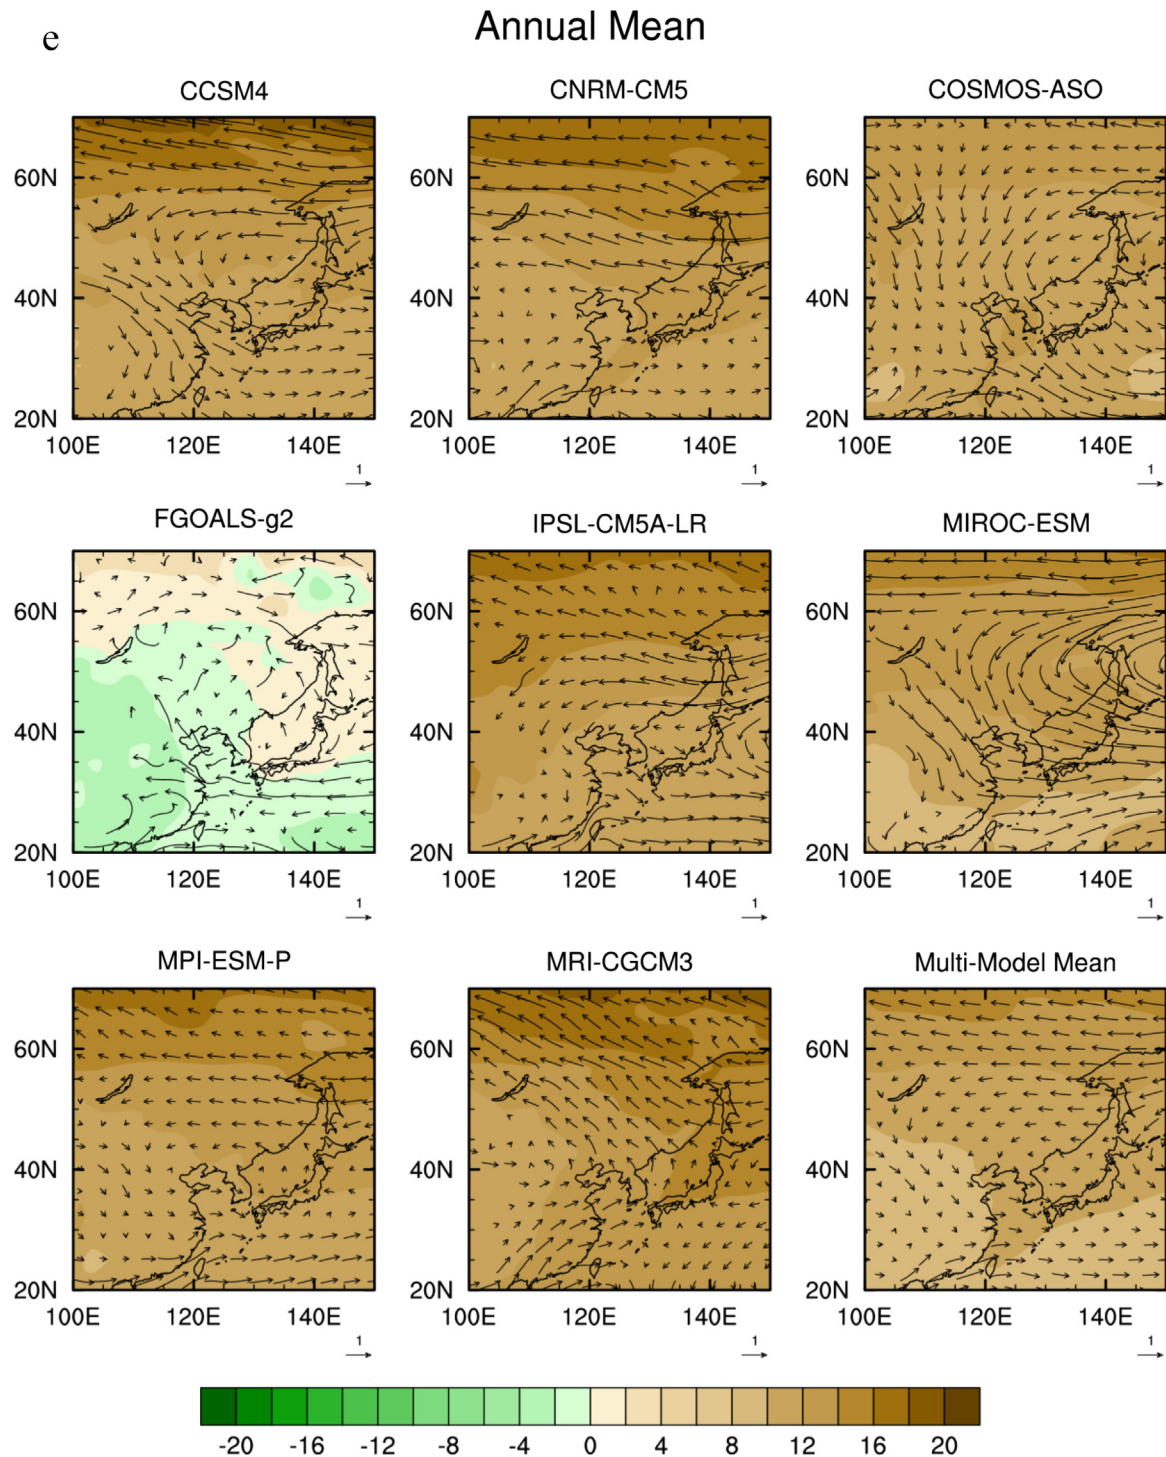 e
Annual Mean
CCSM4 CNRM-CM5 COSMOS-ASO
60N 60N 60N
40N 40N 40N
20N 20N 20N
100E 120E 140E 100E 120E 140E 100E 120E 140E
1 1 1
FGOALS-g2 IPSL-CM5A-LR MIROC-ESM
60N 60N 60N
40N 40N 40N
20N 20N 20N
100E 120E 140E 100E 120E 140E 100E 120E 140E
1 1 1
MPI-ESM-P MRI-CGCM3 Multi-Model Mean
60N 60N 60N
40N 40N 40N
20N 20N 20N
100E 120E 140E 100E 120E 140E 100E 120E 140E
1 1 1
-20 -16 -12 -8 -4 0 4 8 12 16 20